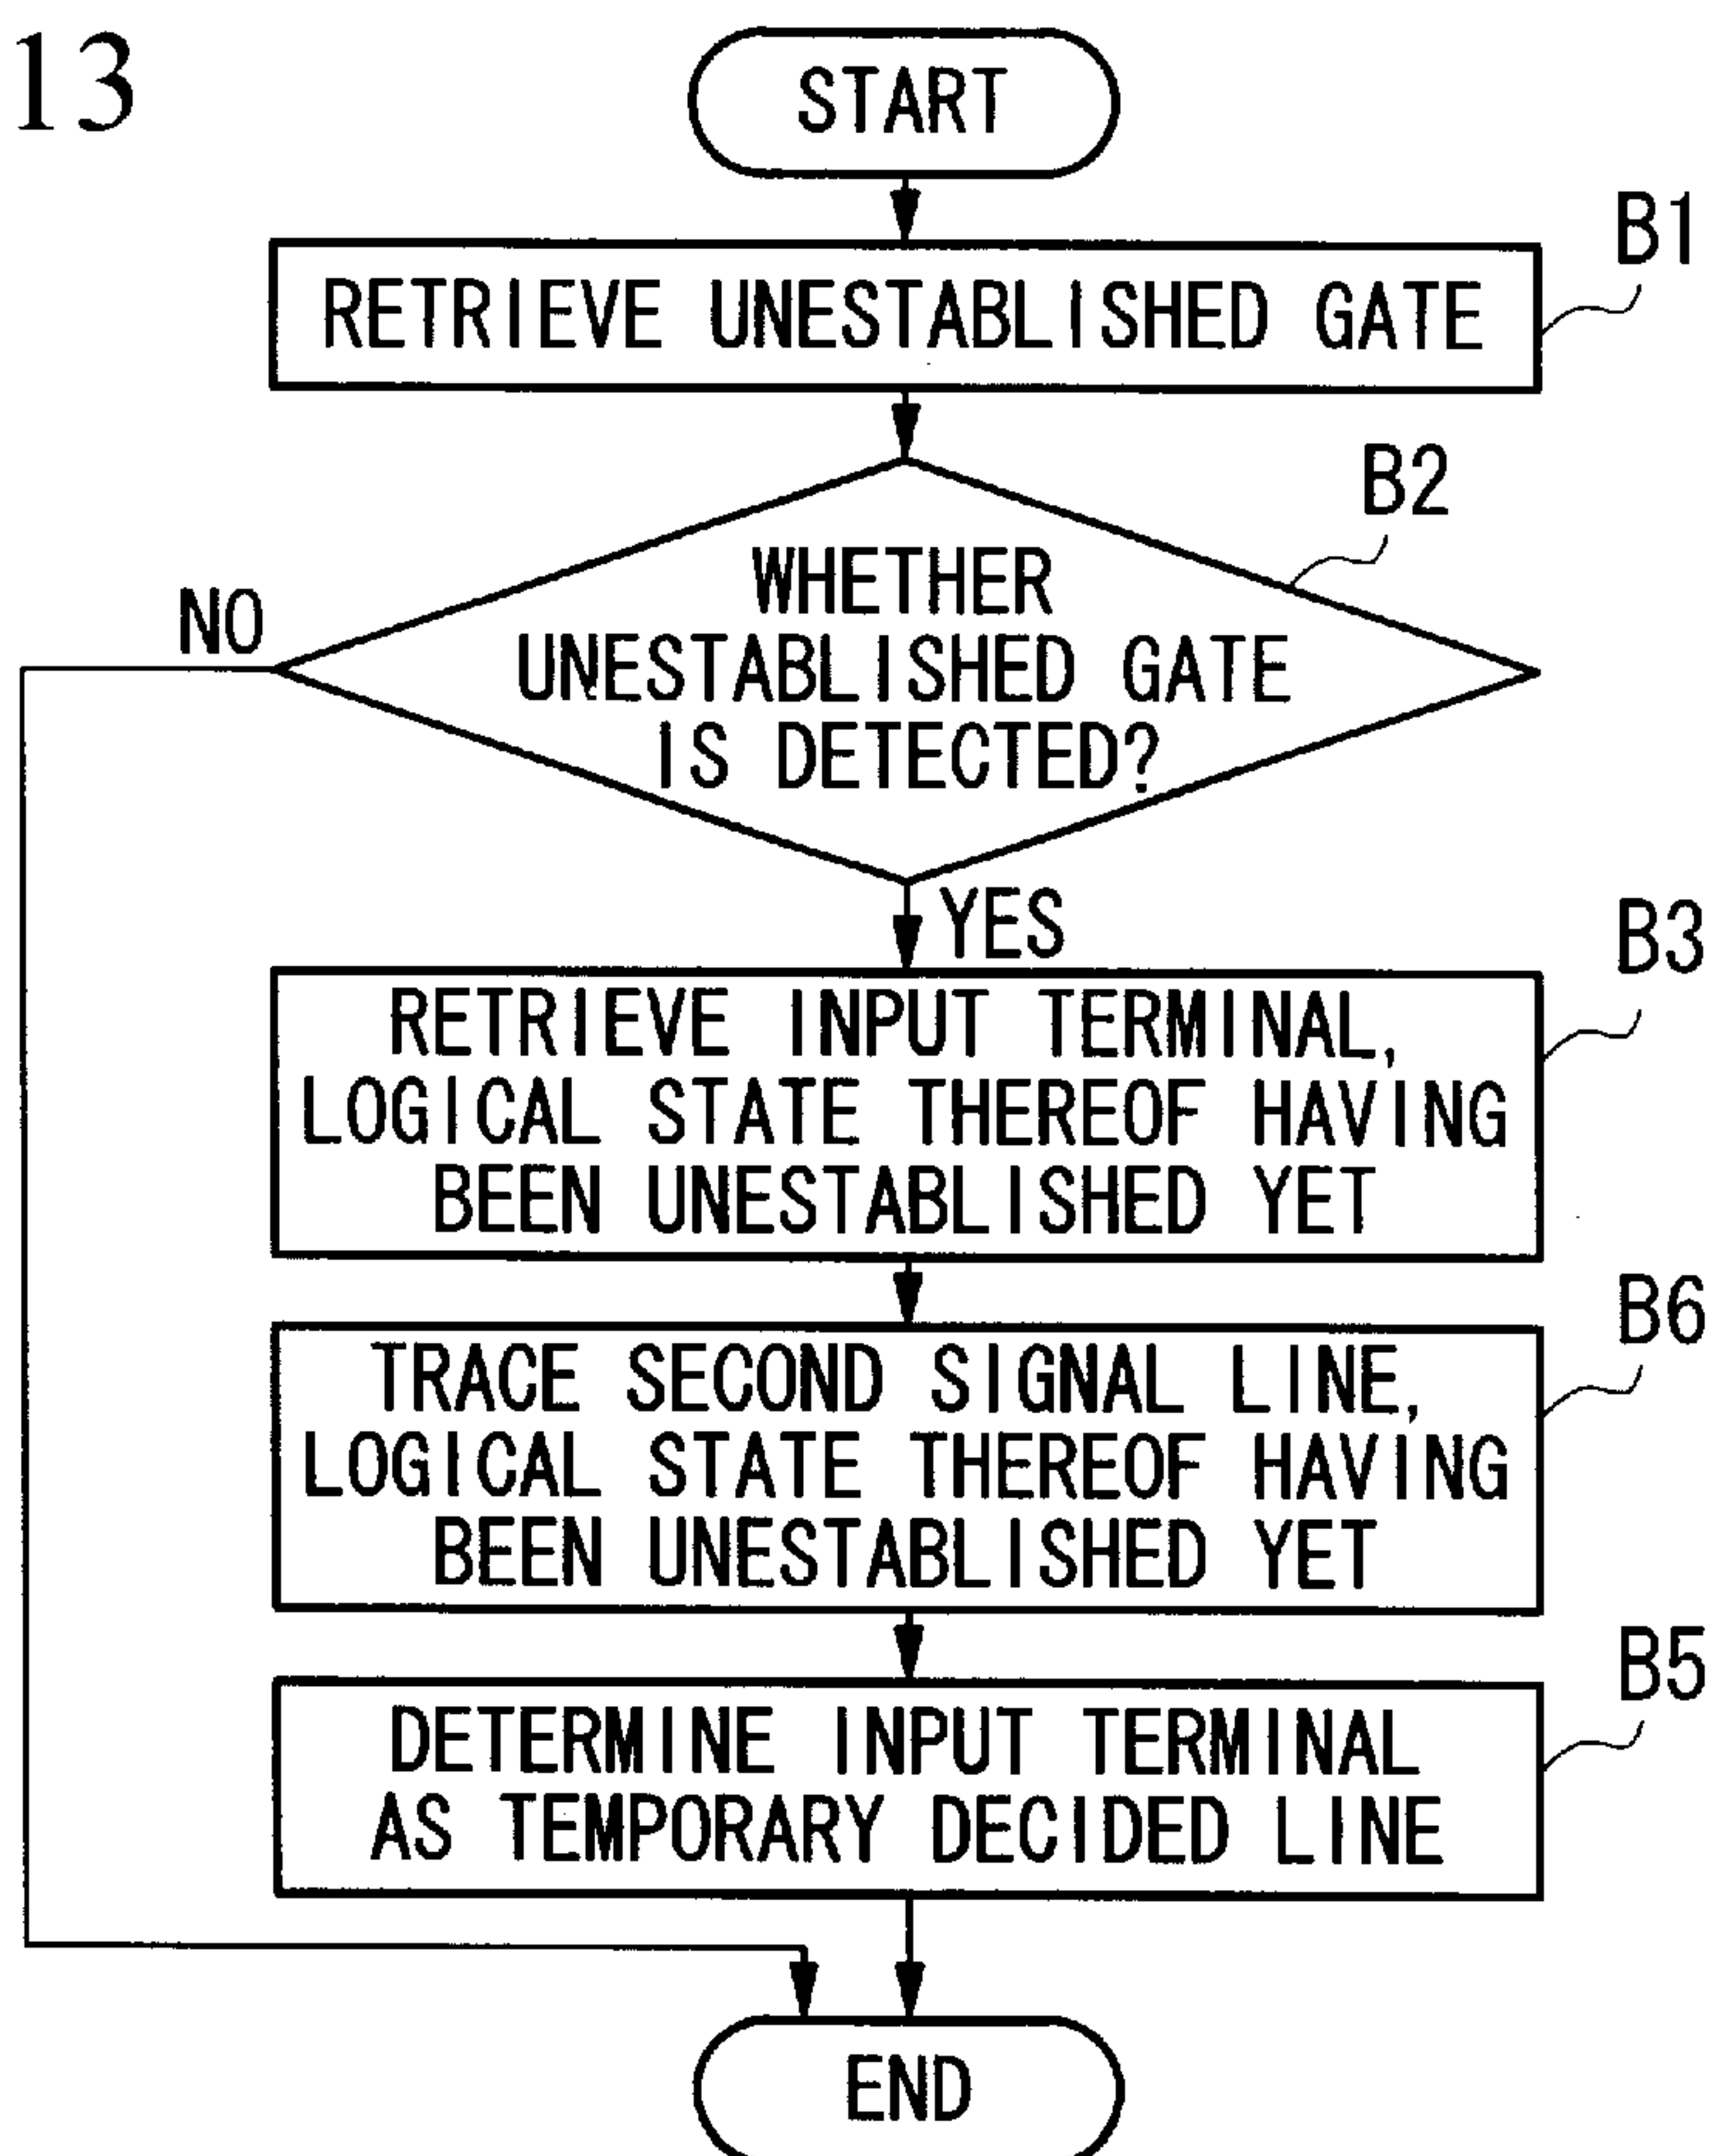 13
START
B1
RETRIEVE UNESTABLISHED GATE
B2
WHETHER
NO
UNESTABLISHED GATE
IS DETECTED?
YES
B3
RETRIEVE INPUT TERMINAL,
LOGICAL STATE THEREOF HAVING
BEEN UNESTABLISHED YET
B6
TRACE SECOND SIGNAL LINE,
LOGICAL STATE THEREOF HAVING
BEEN UNESTABLISHED YET
B5
DETERMINE INPUT TERMINAL
AS TEMPORARY DECIDED LINE
END